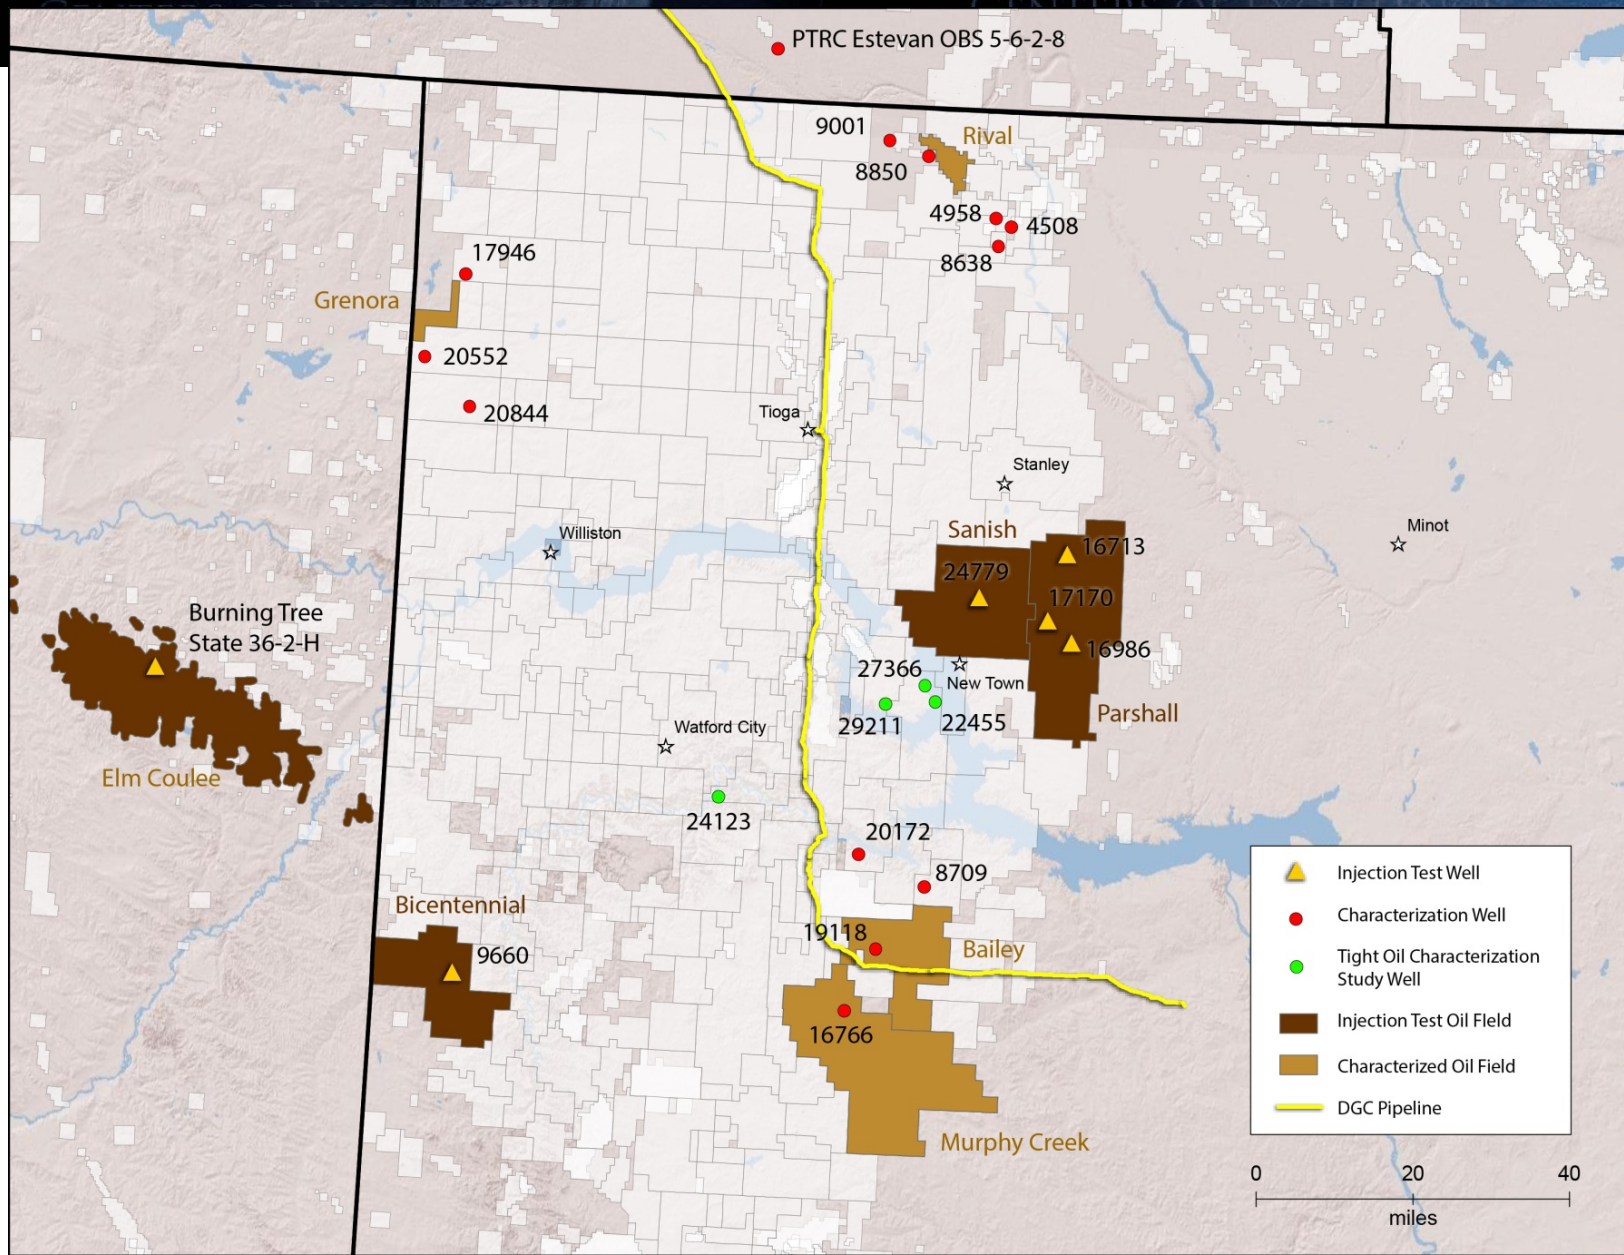 PTRC Estevan OBS 5-6-2-8
9001
Rival
8850
4958
4508
8638
17946
Grenora
20552
20844
Tioga
Stanley
Williston
Sanish
Minot
16713
24779
17170
16986
Burning Tree
State 36-2-H
27366
New Town
29211
22455
Parshall
Watford City
Elm Coulee
24123
20172
8709
Bicentennial
9660
19118
Bailey
16766
Murphy Creek
Injection Test Well
Characterization Well
Tight Oil Characterization
Study Well
Injection Test Oil FIeld
Characterized Oil Field
DGC Pipeline
0 20 40
miles